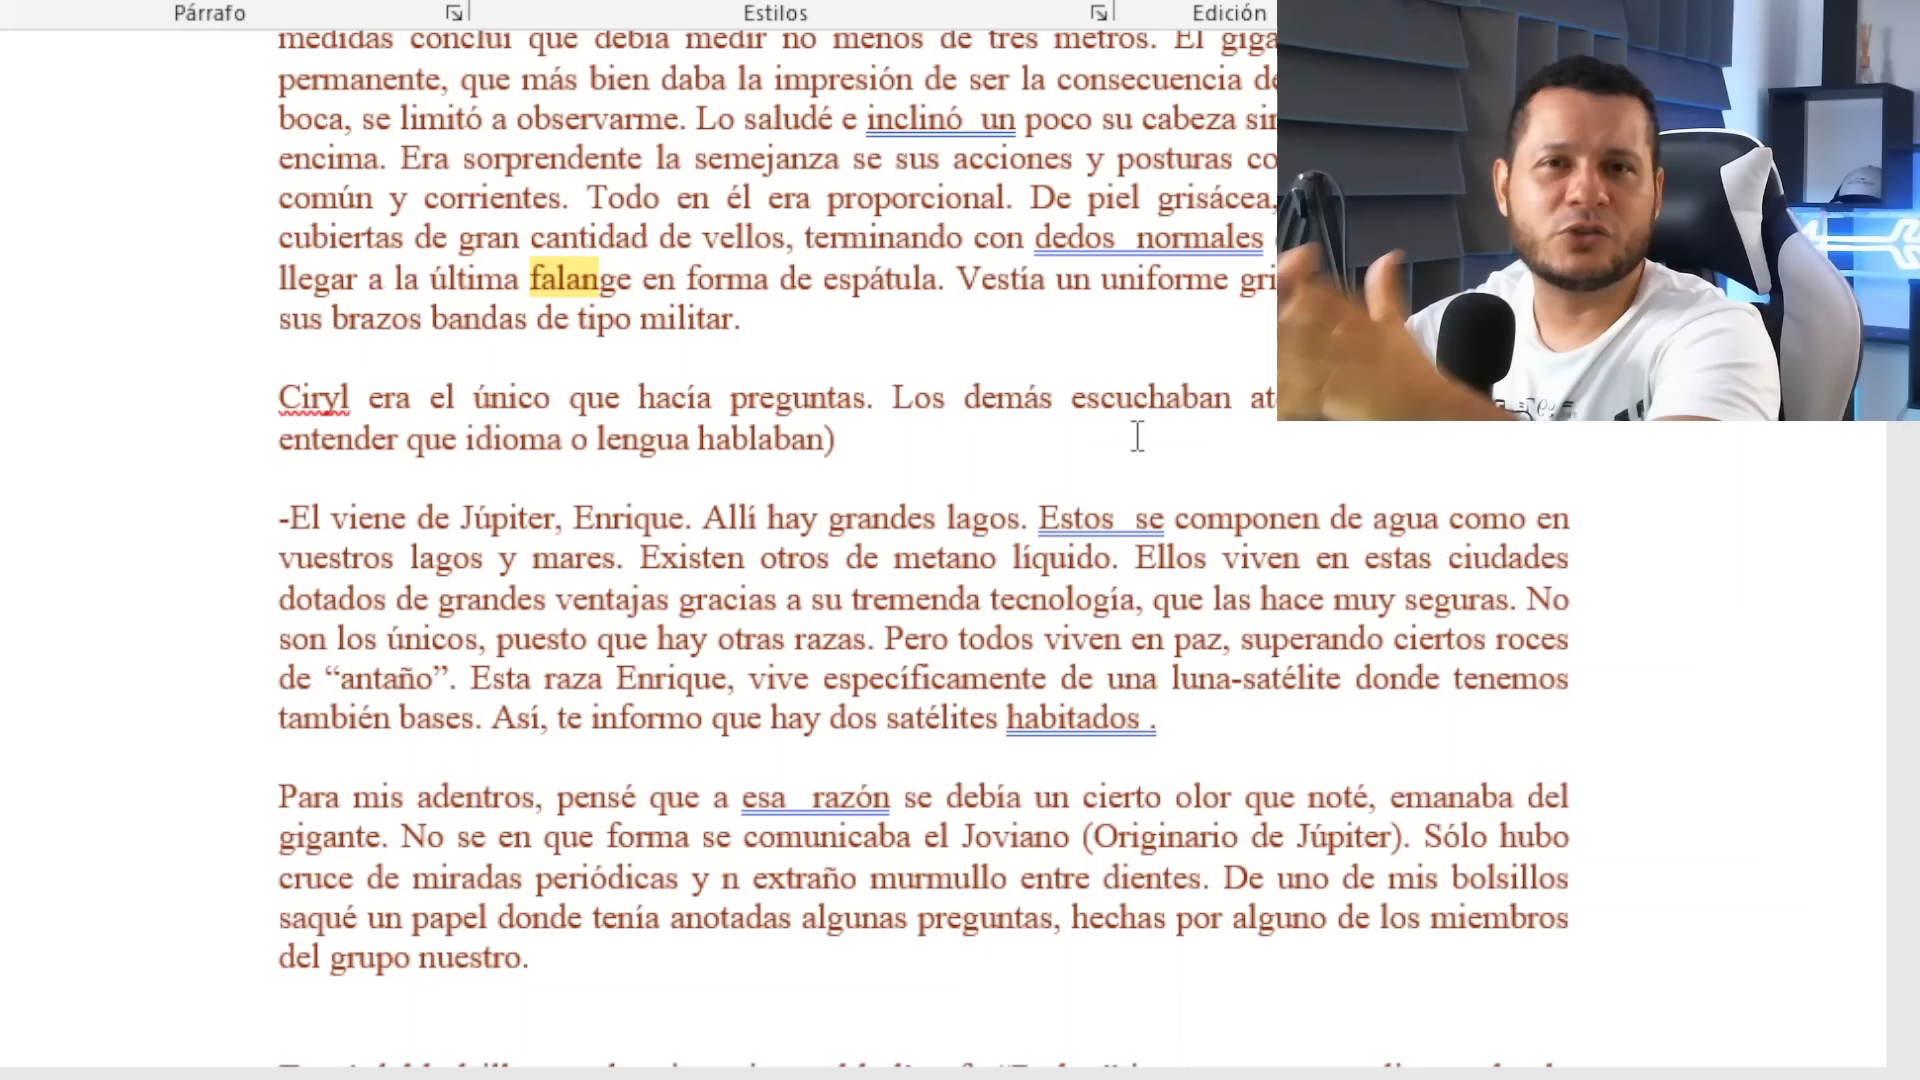 Párrafo Estilos Edición
medidas concluí que debía medir no menos de tres metros. El giga
permanente, que más bien daba la impresión de ser la consecuencia de
boca, se limitó a observarme. Lo saludé e inclinó un poco su cabeza sin
encima. Era sorprendente la semejanza se sus acciones y posturas co
común y corrientes. Todo en él era proporcional. De piel grisácea,
cubiertas de gran cantidad de vellos, terminando con dedos normales
llegar a la última falange en forma de espátula. Vestía un uniforme gri
sus brazos bandas de tipo militar.
Ciryl era el único que hacía preguntas. Los demás escuchaban at
entender que idioma o lengua hablaban)
-El viene de Júpiter, Enrique. Allí hay grandes lagos. Estos se componen de agua como en
vuestros lagos y mares. Existen otros de metano líquido. Ellos viven en estas ciudades
dotados de grandes ventajas gracias a su tremenda tecnología, que las hace muy seguras. No
son los únicos, puesto que hay otras razas. Pero todos viven en paz, superando ciertos roces
de “antaño”. Esta raza Enrique, vive específicamente de una luna-satélite donde tenemos
también bases. Así, te informo que hay dos satélites habitados .
Para mis adentros, pensé que a esa razón se debía un cierto olor que noté, emanaba del
gigante. No se en que forma se comunicaba el Joviano (Originario de Júpiter). Sólo hubo
cruce de miradas periódicas y n extraño murmullo entre dientes. De uno de mis bolsillos
saqué un papel donde tenía anotadas algunas preguntas, hechas por alguno de los miembros
del grupo nuestro.